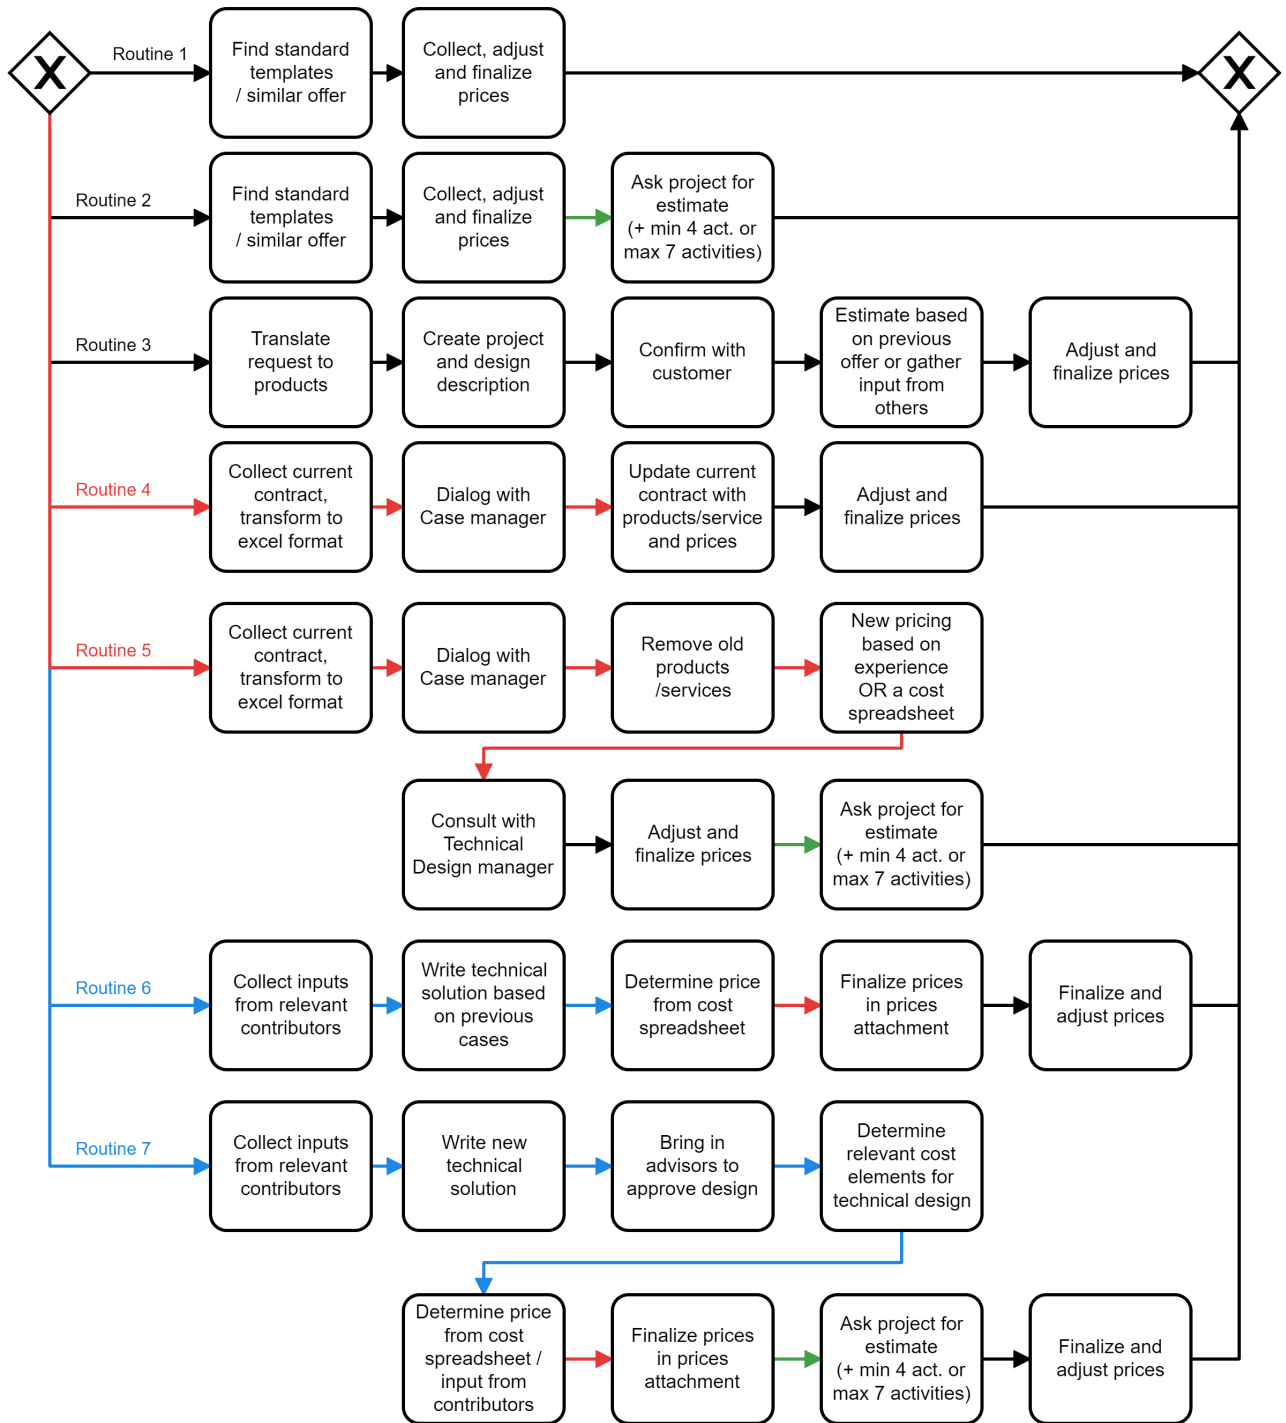 X
Routine 1
Find standard
templates
/ similar offer
Collect, adjust
and finalize
prices
X
Routine 2
Find standard
templates
/ similar offer
Collect, adjust
and finalize
prices
Ask project for
estimate
(+ min 4 act. or
max 7 activities)
Routine 3
Translate
request to
products
Create project
and design
description
Confirm with
customer
Estimate based
on previous
offer or gather
input from
others
Adjust and
finalize prices
Routine 4
Collect current
contract,
transform to
excel format
Dialog with
Case manager
Update current
contract with
products/service
and prices
Adjust and
finalize prices
Routine 5
Collect current
contract,
transform to
excel format
Dialog with
Case manager
Remove old
products
/services
New pricing
based on
experience
OR a cost
spreadsheet
Consult with
Technical
Design manager
Adjust and
finalize prices
Ask project for
estimate
(+ min 4 act. or
max 7 activities)
Routine 6
Collect inputs
from relevant
contributors
Write technical
solution based
on previous
cases
Determine price
from cost
spreadsheet
Finalize prices
in prices
attachment
Finalize and
adjust prices
Routine 7
Collect inputs
from relevant
contributors
Write new
technical
solution
Bring in
advisors to
approve design
Determine
relevant cost
elements for
technical design
Determine price
from cost
spreadsheet /
input from
contributors
Finalize prices
in prices
attachment
Ask project for
estimate
(+ min 4 act. or
max 7 activities)
Finalize and
adjust prices